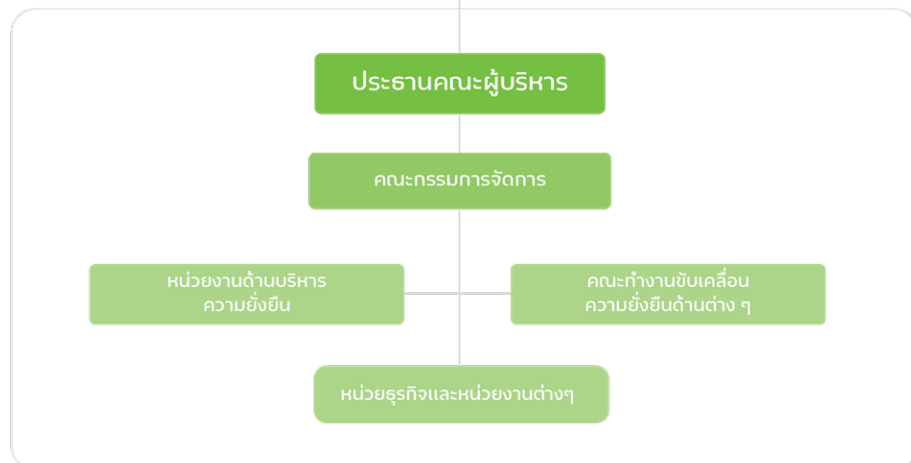 ประธานคณะผู้บริหาร
คณะกรรมการจัดการ
หน่วยงานด้านบริหาร
ความยั่งยืน
คณะทำงานขับเคลื่อน
ความยั่งยืนด้านต่าง ๆ
หน่วยธุรกิจและหน่วยงานต่างๆ